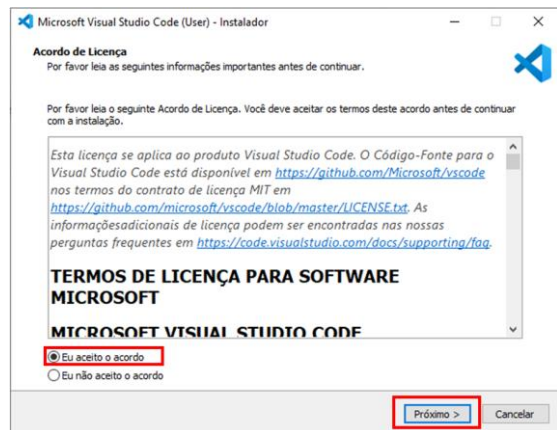 Microsoft Visual Studio Code (User) - Instalador
Acordo de Licença
Por favor leia as seguintes informações importantes antes de continuar.
Por favor leia o seguinte Acordo de Licença. Você deve aceitar os termos deste acordo antes de continuar
com a instalação.
Esta licença se aplica ao produto Visual Studio Code. O Código-Fonte para o
Visual Studio Code está disponível em https://github.com/Microsoft/vscode
nos termos do contrato de licença MIT em
https://github.com/microsoft/vscode/blob/master/LICENSE.txt. As
informaçõesadicionais de licença podem ser encontradas nas nossas
perguntas frequentes em https://code.visualstudio.com/docs/supporting/faq.
TERMOS DE LICENÇA PARA SOFTWARE
MICROSOFT
MICROSOFT VISUAL STUDIO CODE
Eu aceito o acordo
Eu não aceito o acordo
Próximo >
Cancelar